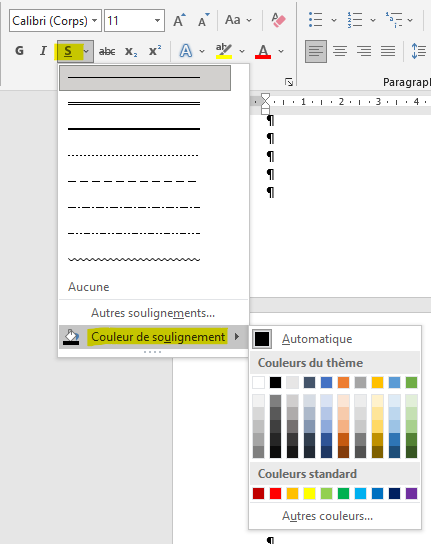 Calibri (Corps) 11 A A Aa A
G I S abc x₂ x² A A
Paragraph
1 2 3 4
¶
¶
¶
¶
¶
Aucune
Autres soulignements...
Couleur de soulignement
Automatique
Couleurs du thème
Couleurs standard
Autres couleurs...
¶